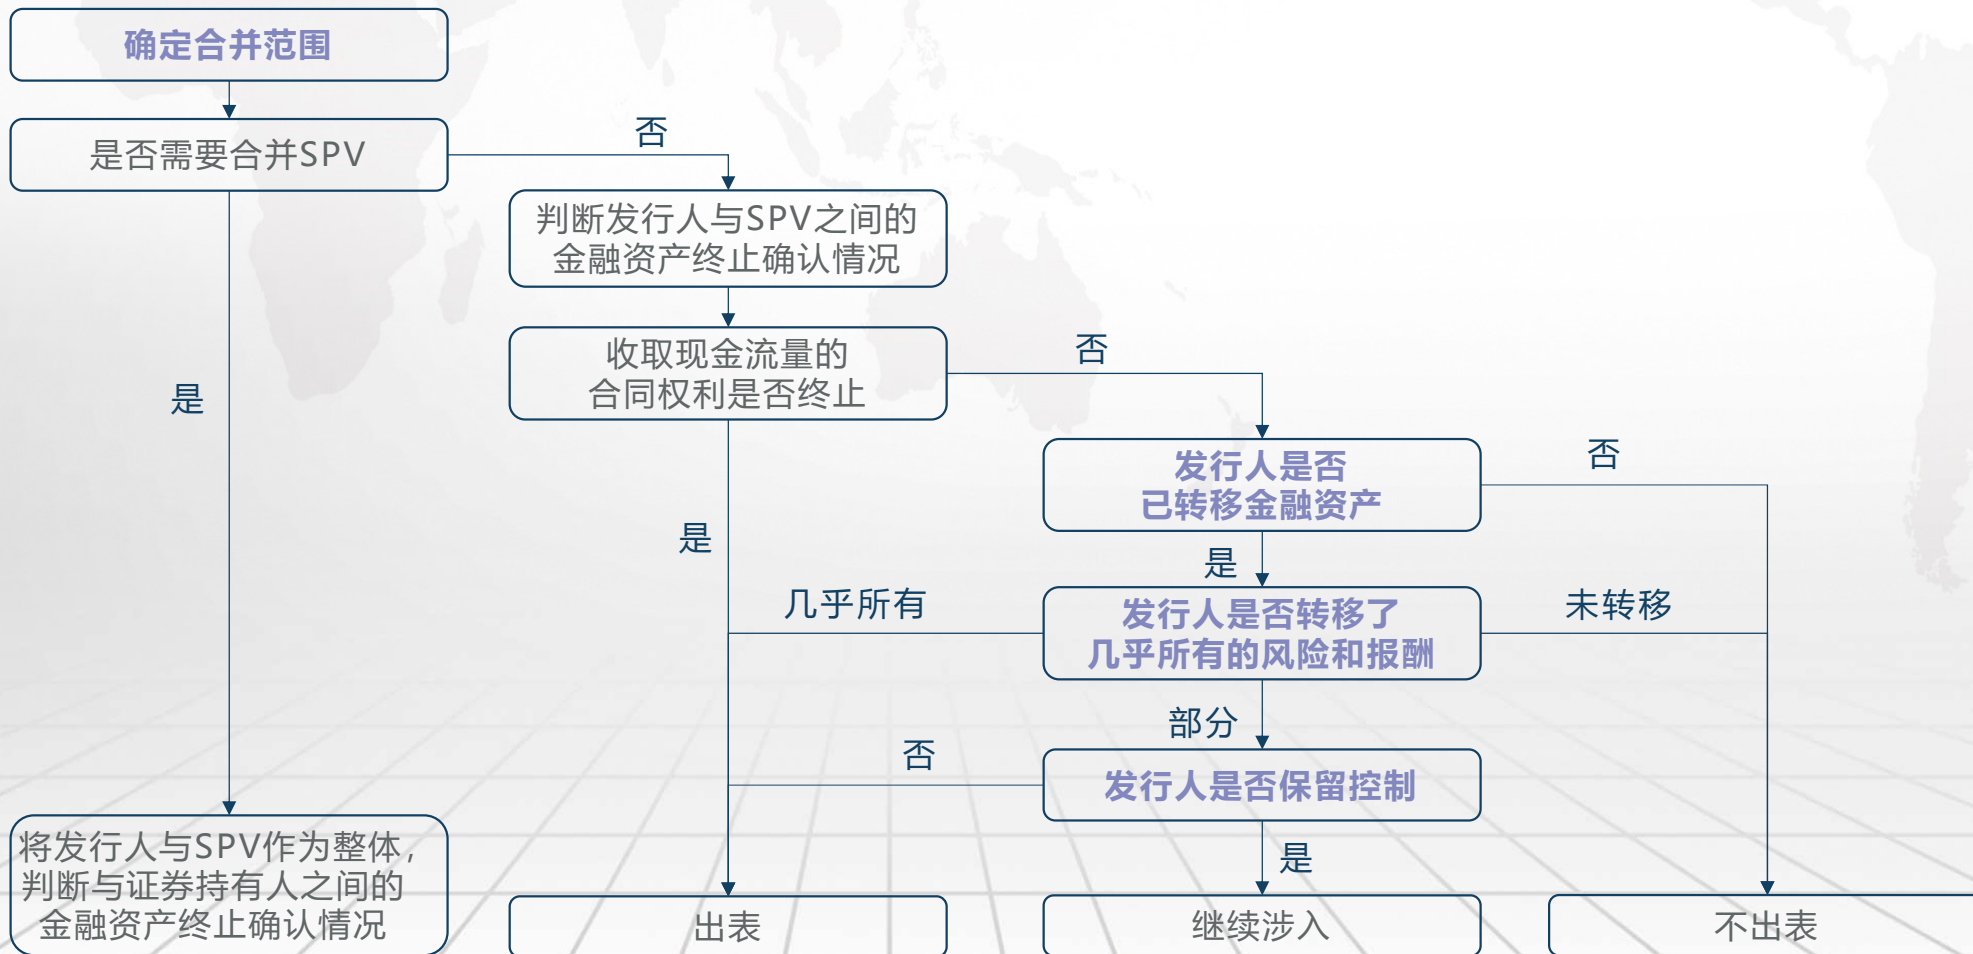 确定合并范围
是否需要合并SPV
否
判断发行人与SPV之间的
金融资产终止确认情况
收取现金流量的
合同权利是否终止
否
是
发行人是否
已转移金融资产
否
是
是
几乎所有
发行人是否转移了
几乎所有的风险和报酬
未转移
部分
否
发行人是否保留控制
是
将发行人与SPV作为整体，
判断与证券持有人之间的
金融资产终止确认情况
出表
继续涉入
不出表